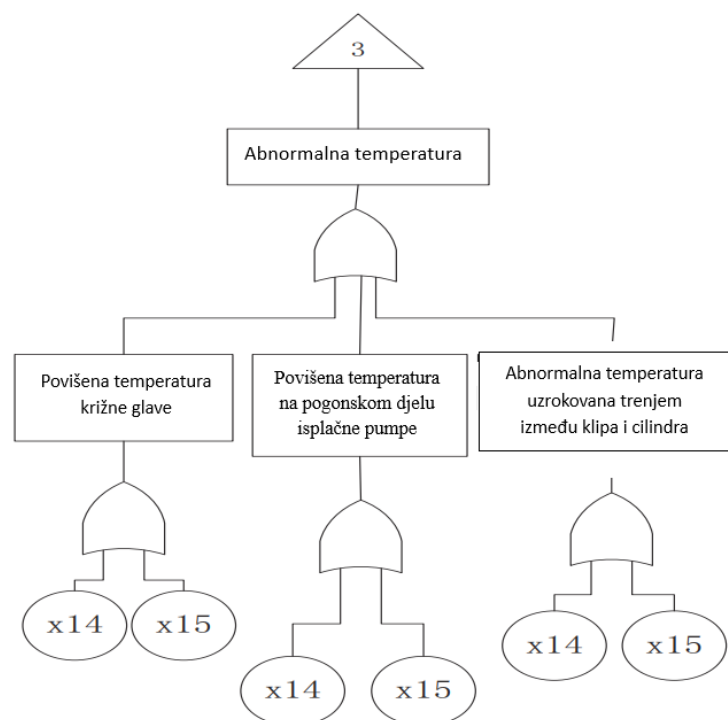 3
Abnormalna temperatura
Povišena temperatura
križne glave
Povišena temperatura
na pogonskom djelu
isplačne pumpe
Abnormalna temperatura
uzrokovana trenjem
između klipa i cilindra
x14
x15
x14
x15
x14
x15